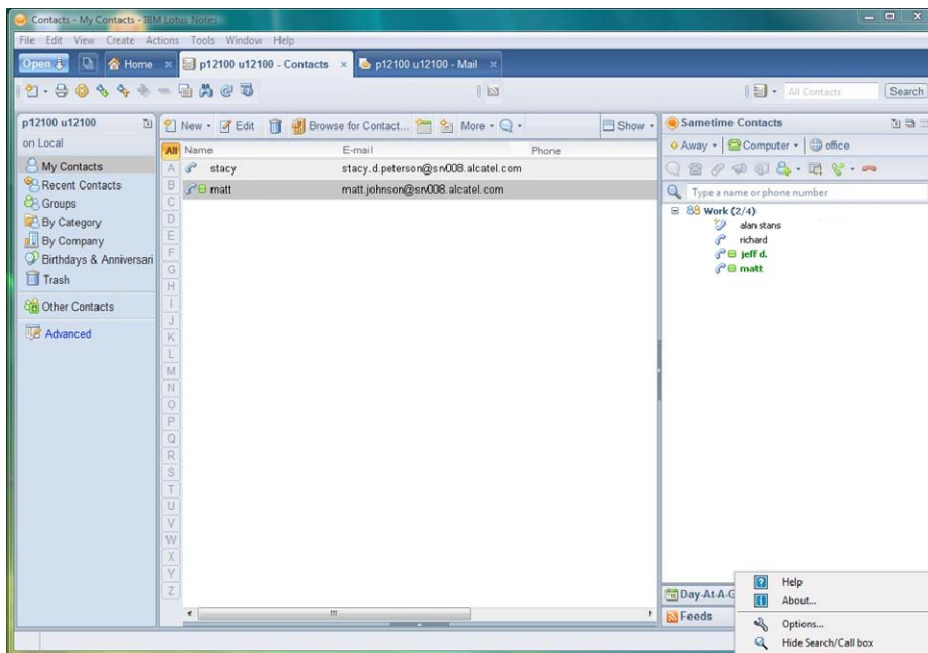 Contacts - My Contacts - IBM Lotus Notes
File Edit View Create Actions Tools Window Help
Open Home p12100 u12100 - Contacts p12100 u12100 - Mail
All Contacts Search
p12100 u12100
on Local
My Contacts
Recent Contacts
Groups
By Category
By Company
Birthdays & Anniversari
Trash
Other Contacts
Advanced
New Edit Browse for Contact... More Show
All Name E-mail Phone
stacy stacy.d.peterson@srv008.alcatel.com
matt matt.johnson@srv008.alcatel.com
A
B
C
D
E
F
G
H
I
J
K
L
M
N
O
P
Q
R
S
T
U
V
W
X
Y
Z
Sametime Contacts
Away Computer office
Type a name or phone number
Work (2/4)
alan stans
richard
jeff d.
matt
Day-At-A-G
Feeds
Help
About...
Options...
Hide Search/Call box